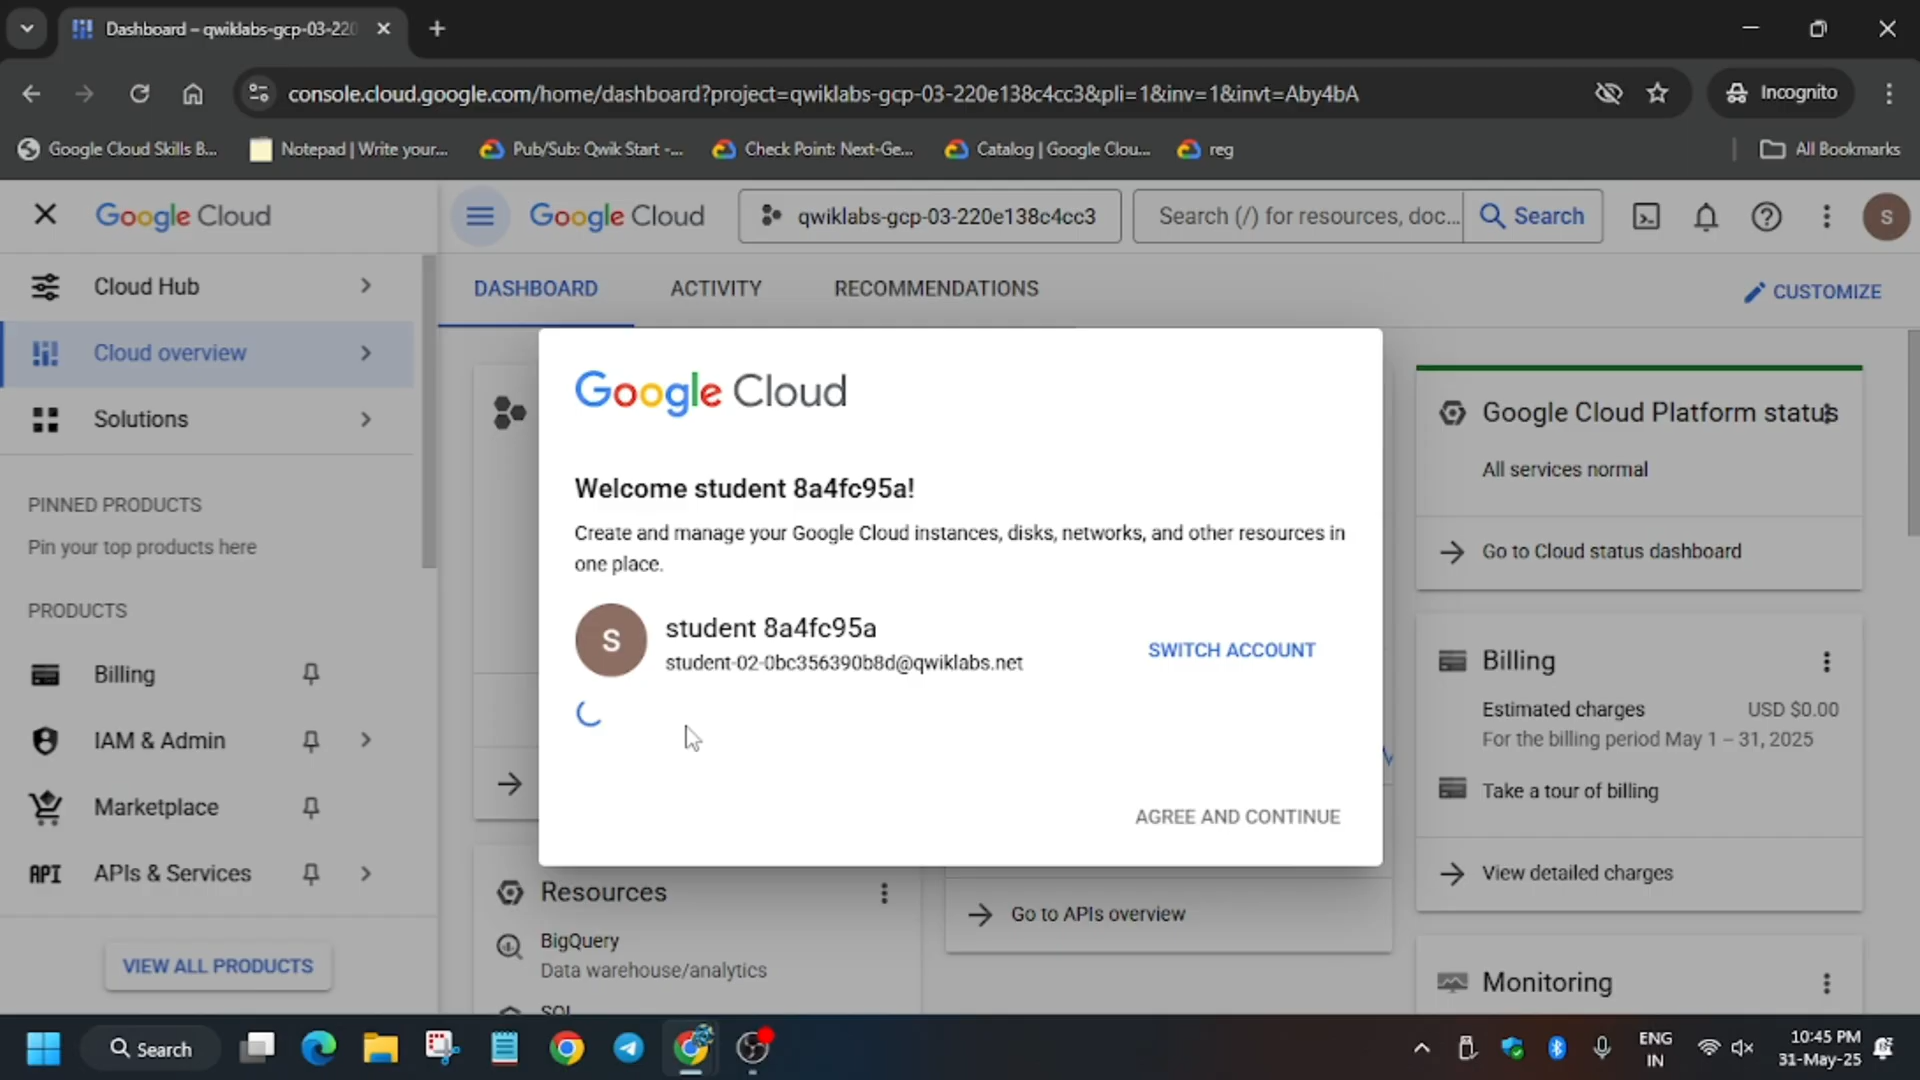 Dashboard – qwiklabs-gcp-03-220
console.cloud.google.com/home/dashboard?project=qwiklabs-gcp-03-220e138c4cc3&pli=1&inv=1&invt=Aby4bA
Incognito
Google Cloud Skills B...
Notepad | Write your...
Pub/Sub: Qwik Start -...
Check Point: Next-Ge...
Catalog | Google Clou...
reg
All Bookmarks
Google Cloud
Google Cloud
qwiklabs-gcp-03-220e138c4cc3
Search (/) for resources, doc...
Search
S
Cloud Hub
Cloud overview
Solutions
PINNED PRODUCTS
Pin your top products here
PRODUCTS
Billing
IAM & Admin
Marketplace
API APIs & Services
VIEW ALL PRODUCTS
DASHBOARD
ACTIVITY
RECOMMENDATIONS
CUSTOMIZE
Google Cloud
Welcome student 8a4fc95a!
Create and manage your Google Cloud instances, disks, networks, and other resources in
one place.
S
student 8a4fc95a
student-02-0bc356390b8d@qwiklabs.net
SWITCH ACCOUNT
AGREE AND CONTINUE
Resources
BigQuery
Data warehouse/analytics
SQL
Go to APIs overview
Google Cloud Platform status
All services normal
Go to Cloud status dashboard
Billing
Estimated charges
USD $0.00
For the billing period May 1 – 31, 2025
Take a tour of billing
View detailed charges
Monitoring
Search
ENG
IN
10:45 PM
31-May-25